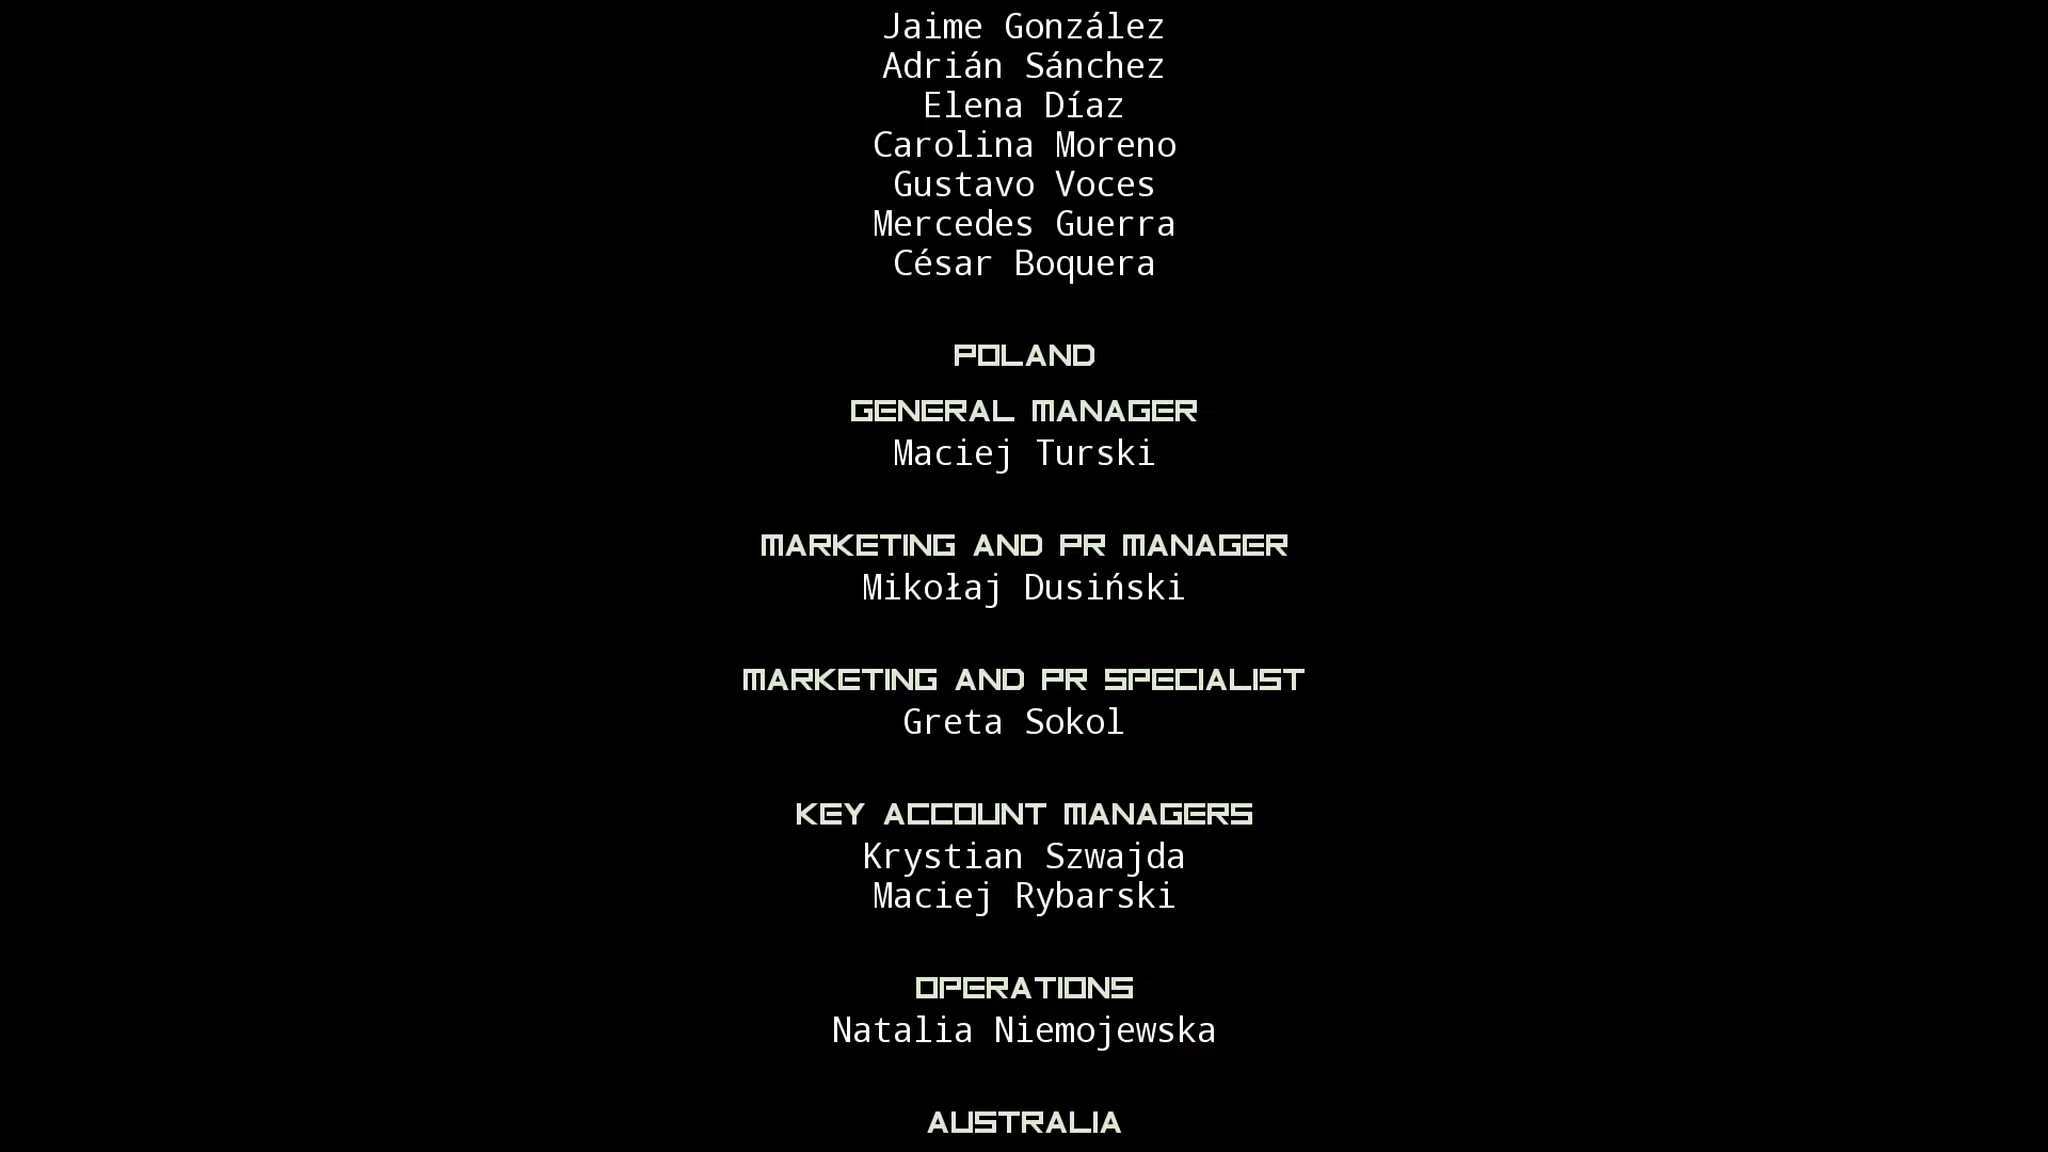 Jaime González
Adrián Sánchez
Elena Díaz
Carolina Moreno
Gustavo Voces
Mercedes Guerra
César Boquera
POLAND
GENERAL MANAGER
Maciej Turski
MARKETING AND PR MANAGER
Mikołaj Dusiński
MARKETING AND PR SPECIALIST
Greta Sokol
KEY ACCOUNT MANAGERS
Krystian Szwajda
Maciej Rybarski
OPERATIONS
Natalia Niemojewska
AUSTRALIA